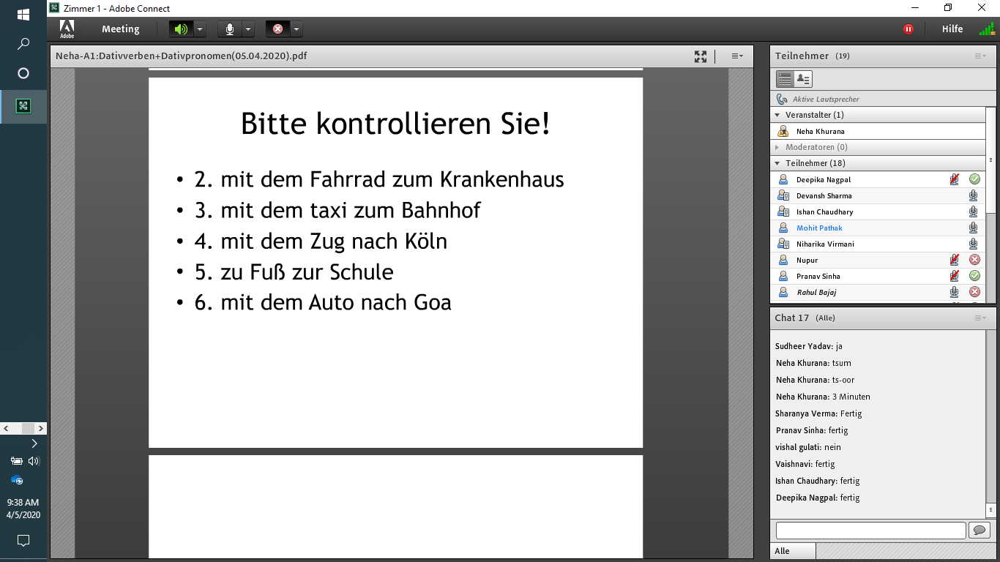 Zimmer 1 - Adobe Connect
Adobe
Meeting
Hilfe
Neha-A1:Dativverben+Dativpronomen(05.04.2020).pdf
Bitte kontrollieren Sie!
• 2. mit dem Fahrrad zum Krankenhaus
• 3. mit dem taxi zum Bahnhof
• 4. mit dem Zug nach Köln
• 5. zu Fuß zur Schule
• 6. mit dem Auto nach Goa
Teilnehmer (19)
Aktive Lautsprecher
Veranstalter (1)
Neha Khurana
Moderatoren (0)
Teilnehmer (18)
Deepika Nagpal
Devansh Sharma
Ishan Chaudhary
Mohit Pathak
Niharika Virmani
Nupur
Pranav Sinha
Rahul Bajaj
Chat 17 (Alle)
Sudheer Yadav: ja
Neha Khurana: tsum
Neha Khurana: ts-oor
Neha Khurana: 3 Minuten
Sharanya Verma: Fertig
Pranav Sinha: fertig
vishal gulati: nein
Vaishnavi: fertig
Ishan Chaudhary: fertig
Deepika Nagpal: fertig
Alle
9:38 AM
4/5/2020